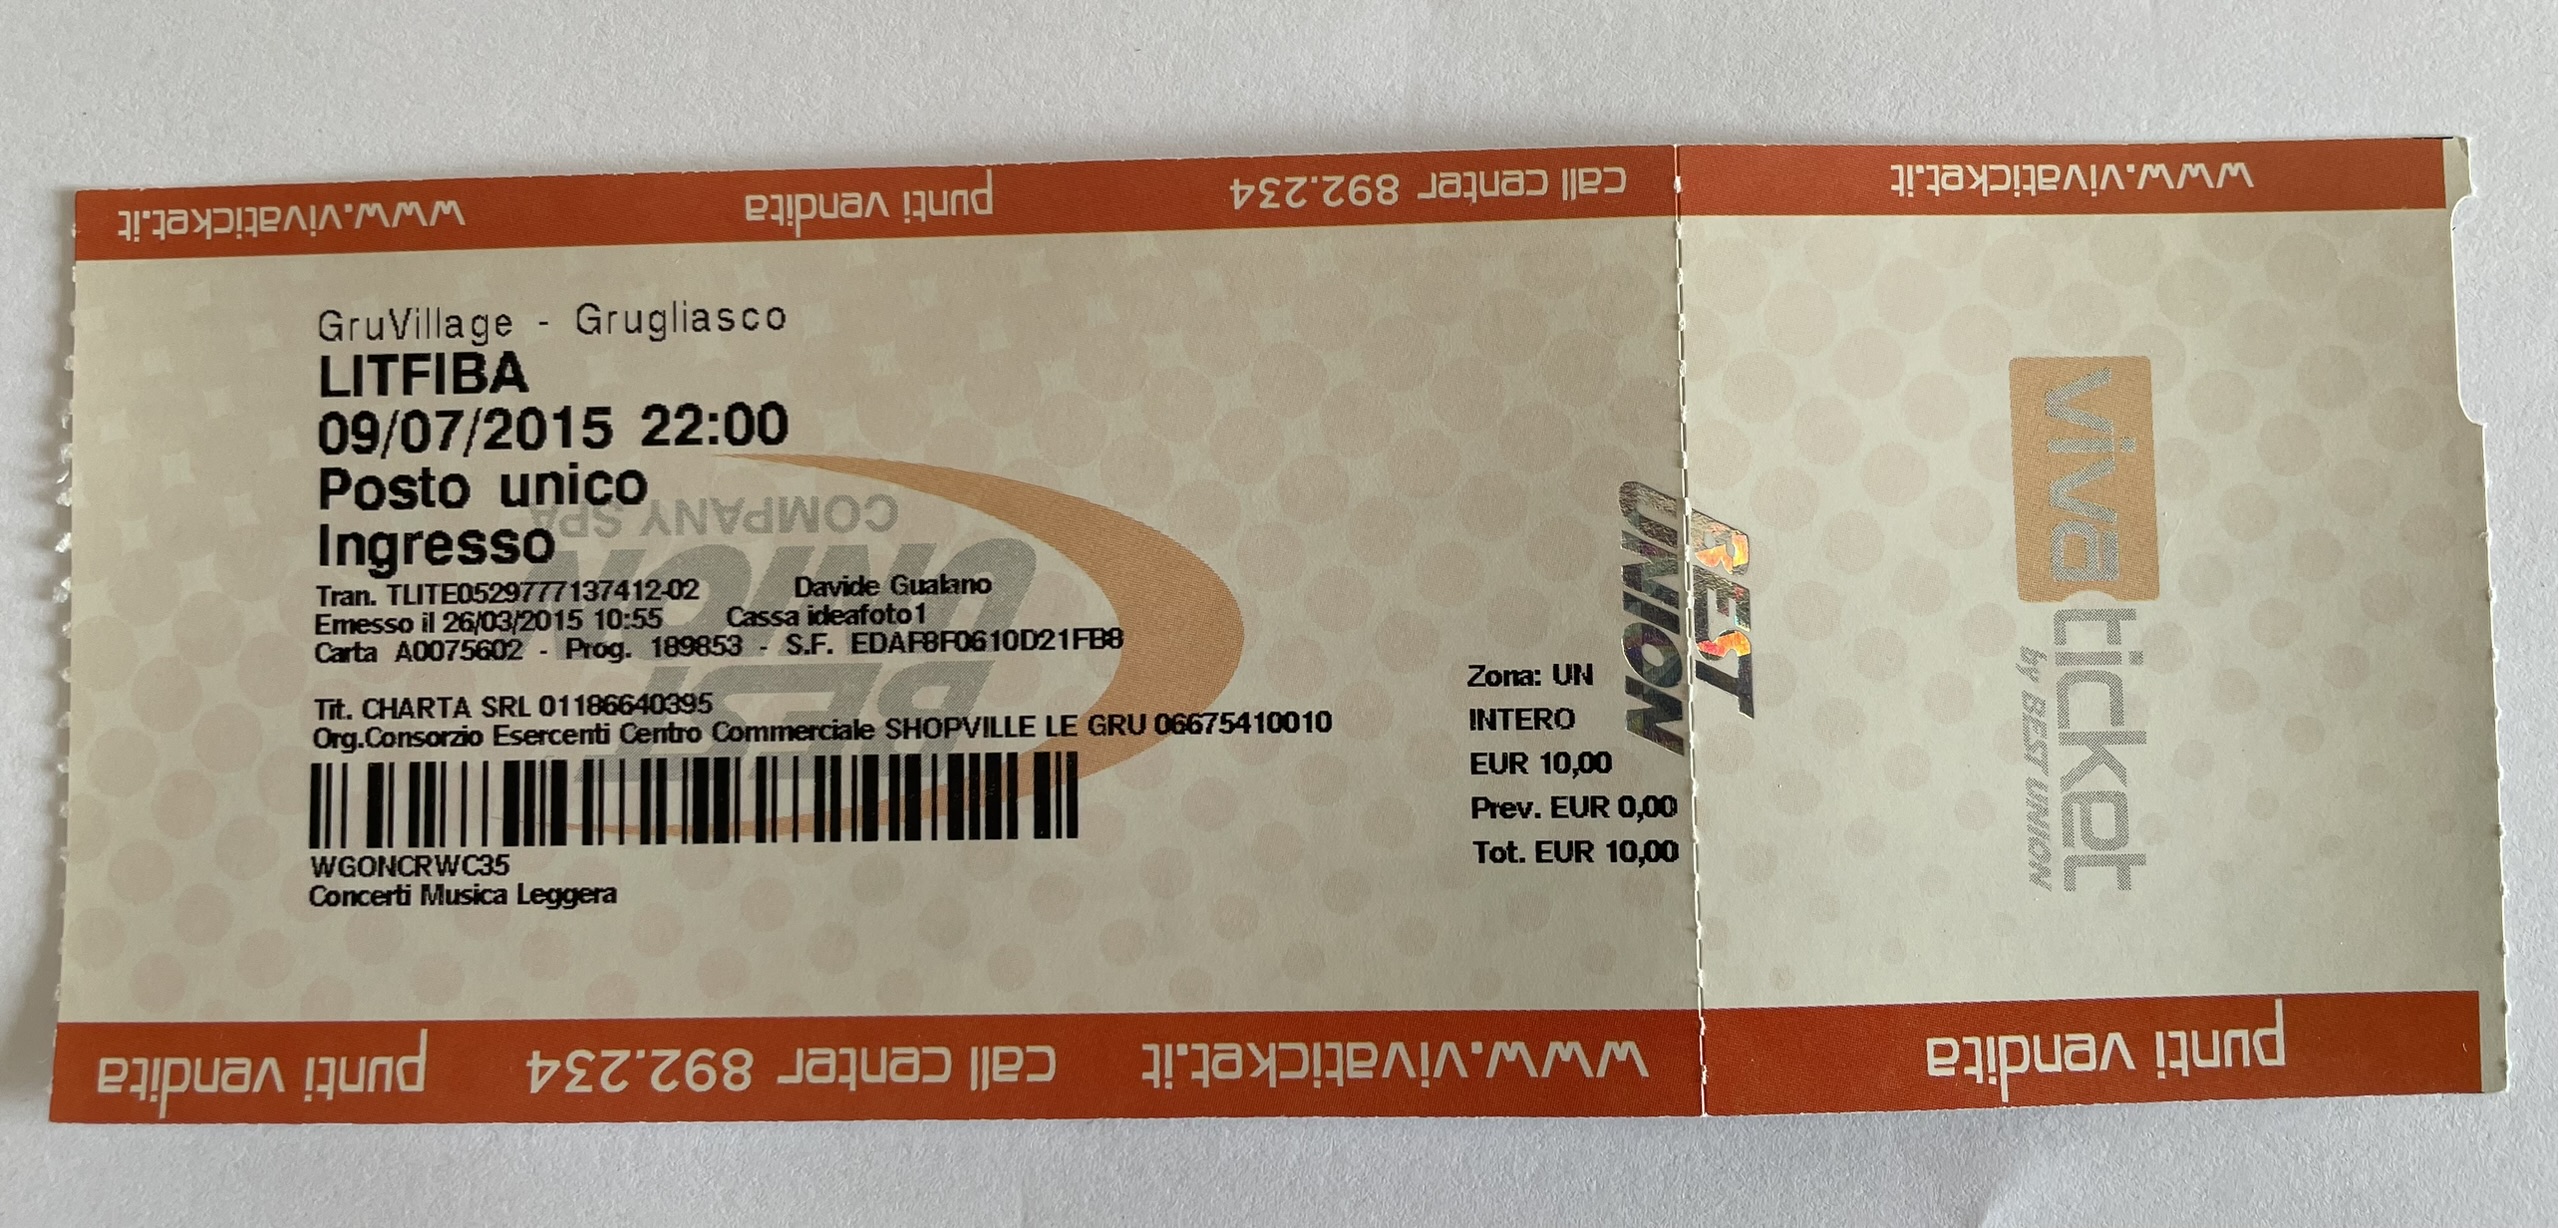 www.vivaticket.it punti vendita call center 892.234 www.vivaticket.it
GruVillage - Grugliasco
LITFIBA
09/07/2015 22:00
Posto unico
Ingresso
Tran. TLITE0529777137412-02 Davide Gualano
Emesso il 26/03/2015 10:55 Cassa ideafoto1
Carta A0075602 - Prog. 189853 - S.F. EDAF8F0610D21FB8
Tit. CHARTA SRL 01186640395
Org.Consorzio Esercenti Centro Commerciale SHOPVILLE LE GRU 06675410010
WGONCRWC35
Concerti Musica Leggera
Zona: UN
INTERO
EUR 10,00
Prev. EUR 0,00
Tot. EUR 10,00
BEST
UNION
COMPANY SPA
BEST
UNION
viva
ticket
by BEST UNION
punti vendita call center 892.234 www.vivaticket.it punti vendita